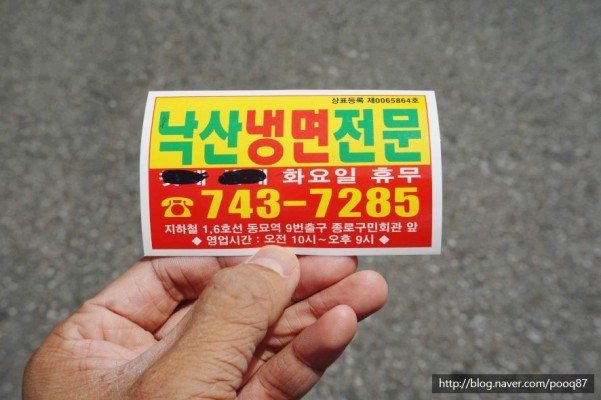 상표등록 제0065864호
낙산냉면전문
화요일 휴무
☎743-7285
지하철 1,6호선 동묘역 9번출구 종로구민회관 앞
◆ 영업시간 : 오전 10시~오후 9시 ◆
http://blog.naver.com/pooq87